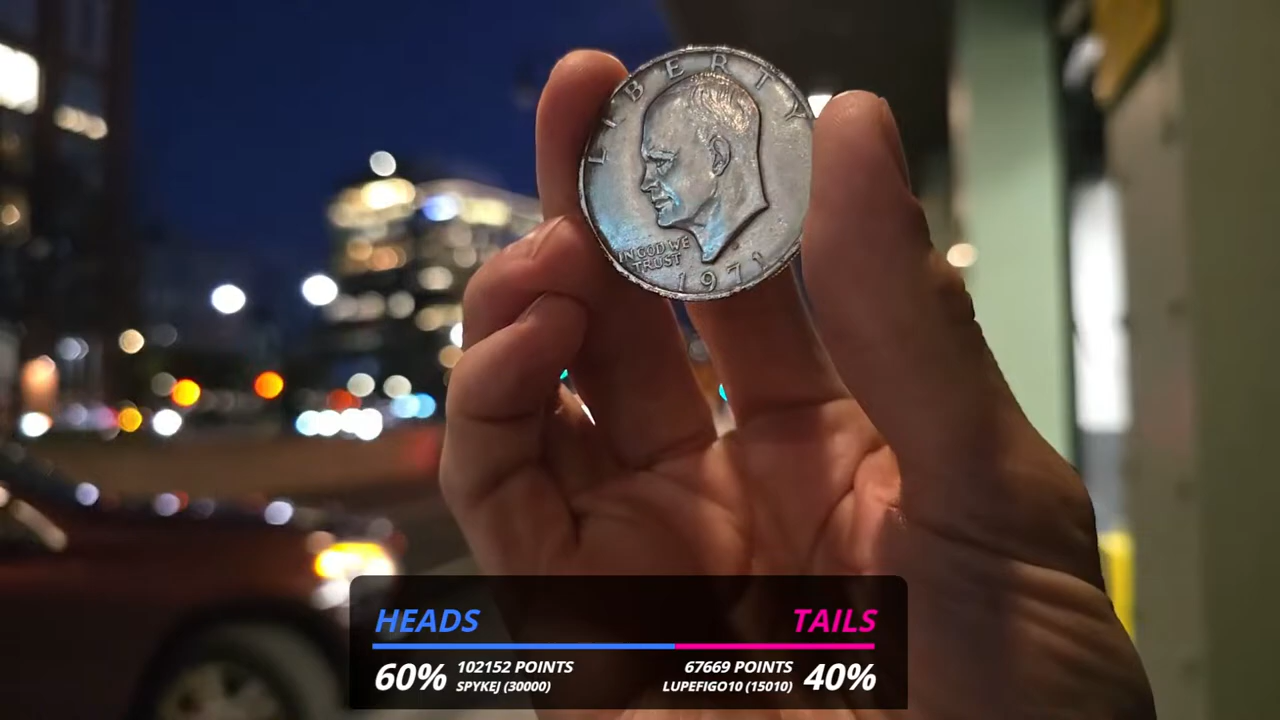 LIBERTY
IN GOD WE
TRUST
1971
HEADS
TAILS
60%
102152 POINTS
SPYKEJ (30000)
67669 POINTS
LUPEFIGO10 (15010)
40%